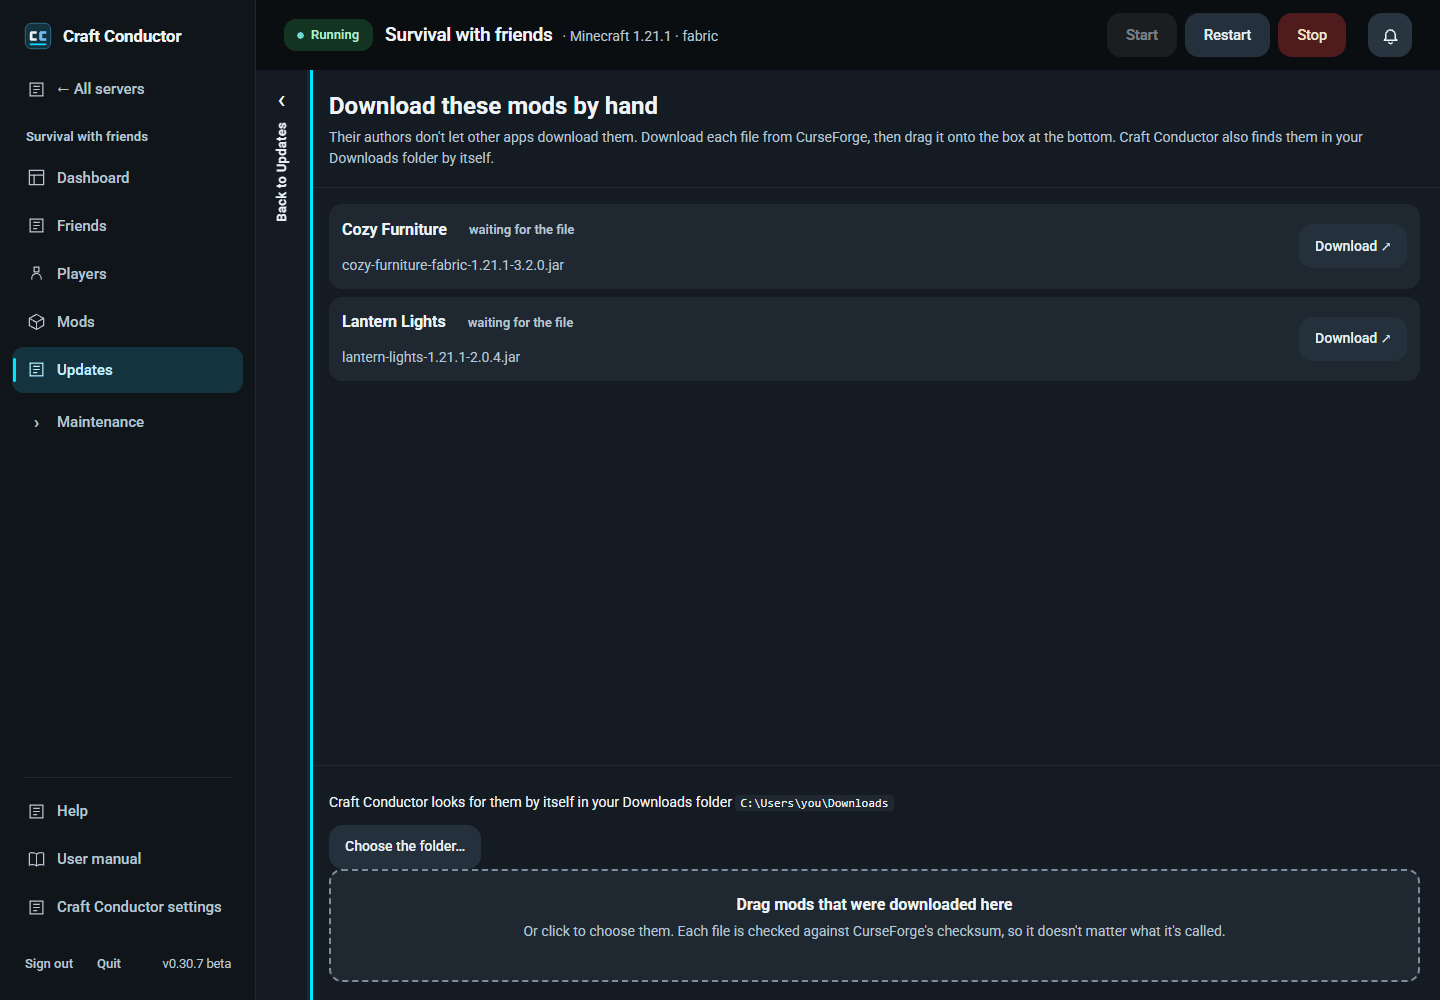 Craft Conductor
← All servers
Survival with friends
Dashboard
Friends
Players
Mods
Updates
› Maintenance
Help
User manual
Craft Conductor settings
Sign out Quit v0.30.7 beta
Running Survival with friends · Minecraft 1.21.1 · fabric
Start Restart Stop
‹ Back to Updates
Download these mods by hand
Their authors don't let other apps download them. Download each file from CurseForge, then drag it onto the box at the bottom. Craft Conductor also finds them in your
Downloads folder by itself.
Cozy Furniture waiting for the file
cozy-furniture-fabric-1.21.1-3.2.0.jar
Download ↗
Lantern Lights waiting for the file
lantern-lights-1.21.1-2.0.4.jar
Download ↗
Craft Conductor looks for them by itself in your Downloads folder C:\Users\you\Downloads
Choose the folder...
Drag mods that were downloaded here
Or click to choose them. Each file is checked against CurseForge's checksum, so it doesn't matter what it's called.